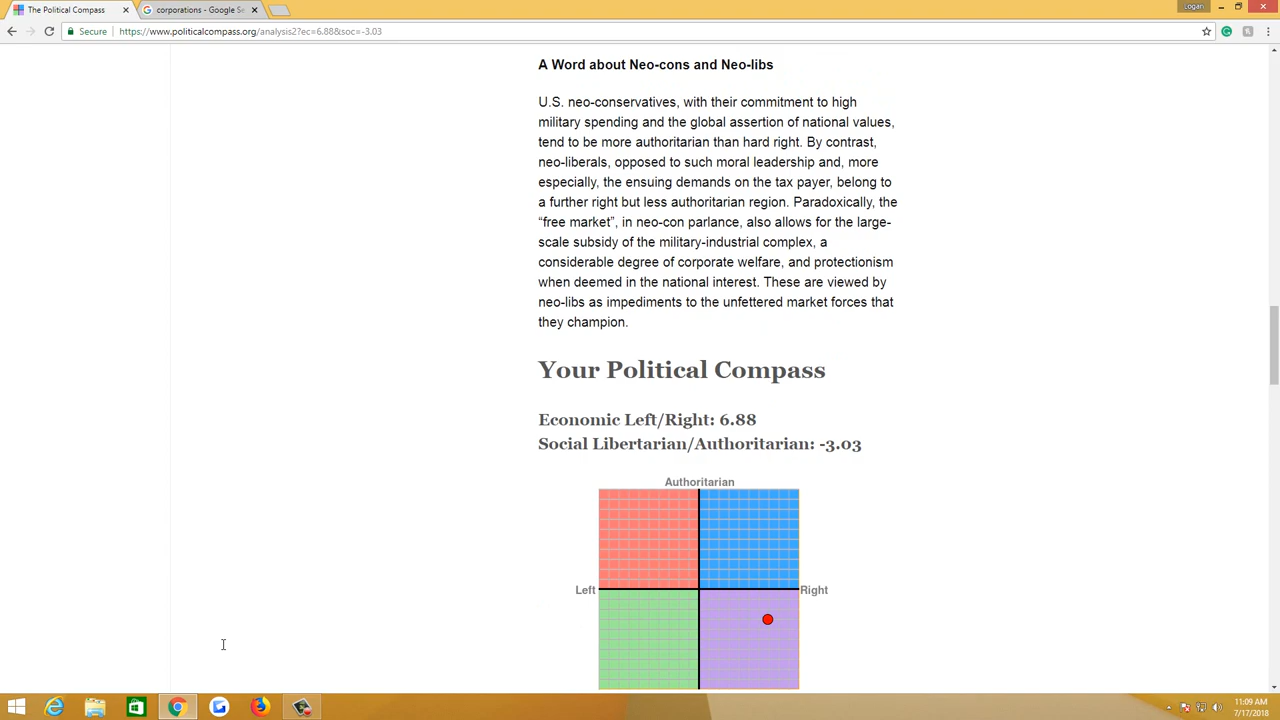 Logan
The Political Compass
corporations - Google Se
Secure
https://www.politicalcompass.org/analysis2?ec=6.88&soc=-3.03
A Word about Neo-cons and Neo-libs
U.S. neo-conservatives, with their commitment to high
military spending and the global assertion of national values,
tend to be more authoritarian than hard right. By contrast,
neo-liberals, opposed to such moral leadership and, more
especially, the ensuing demands on the tax payer, belong to
a further right but less authoritarian region. Paradoxically, the
“free market”, in neo-con parlance, also allows for the large-
scale subsidy of the military-industrial complex, a
considerable degree of corporate welfare, and protectionism
when deemed in the national interest. These are viewed by
neo-libs as impediments to the unfettered market forces that
they champion.
Your Political Compass
Economic Left/Right: 6.88
Social Libertarian/Authoritarian: -3.03
Authoritarian
Left
Right
11:09 AM
7/17/2018